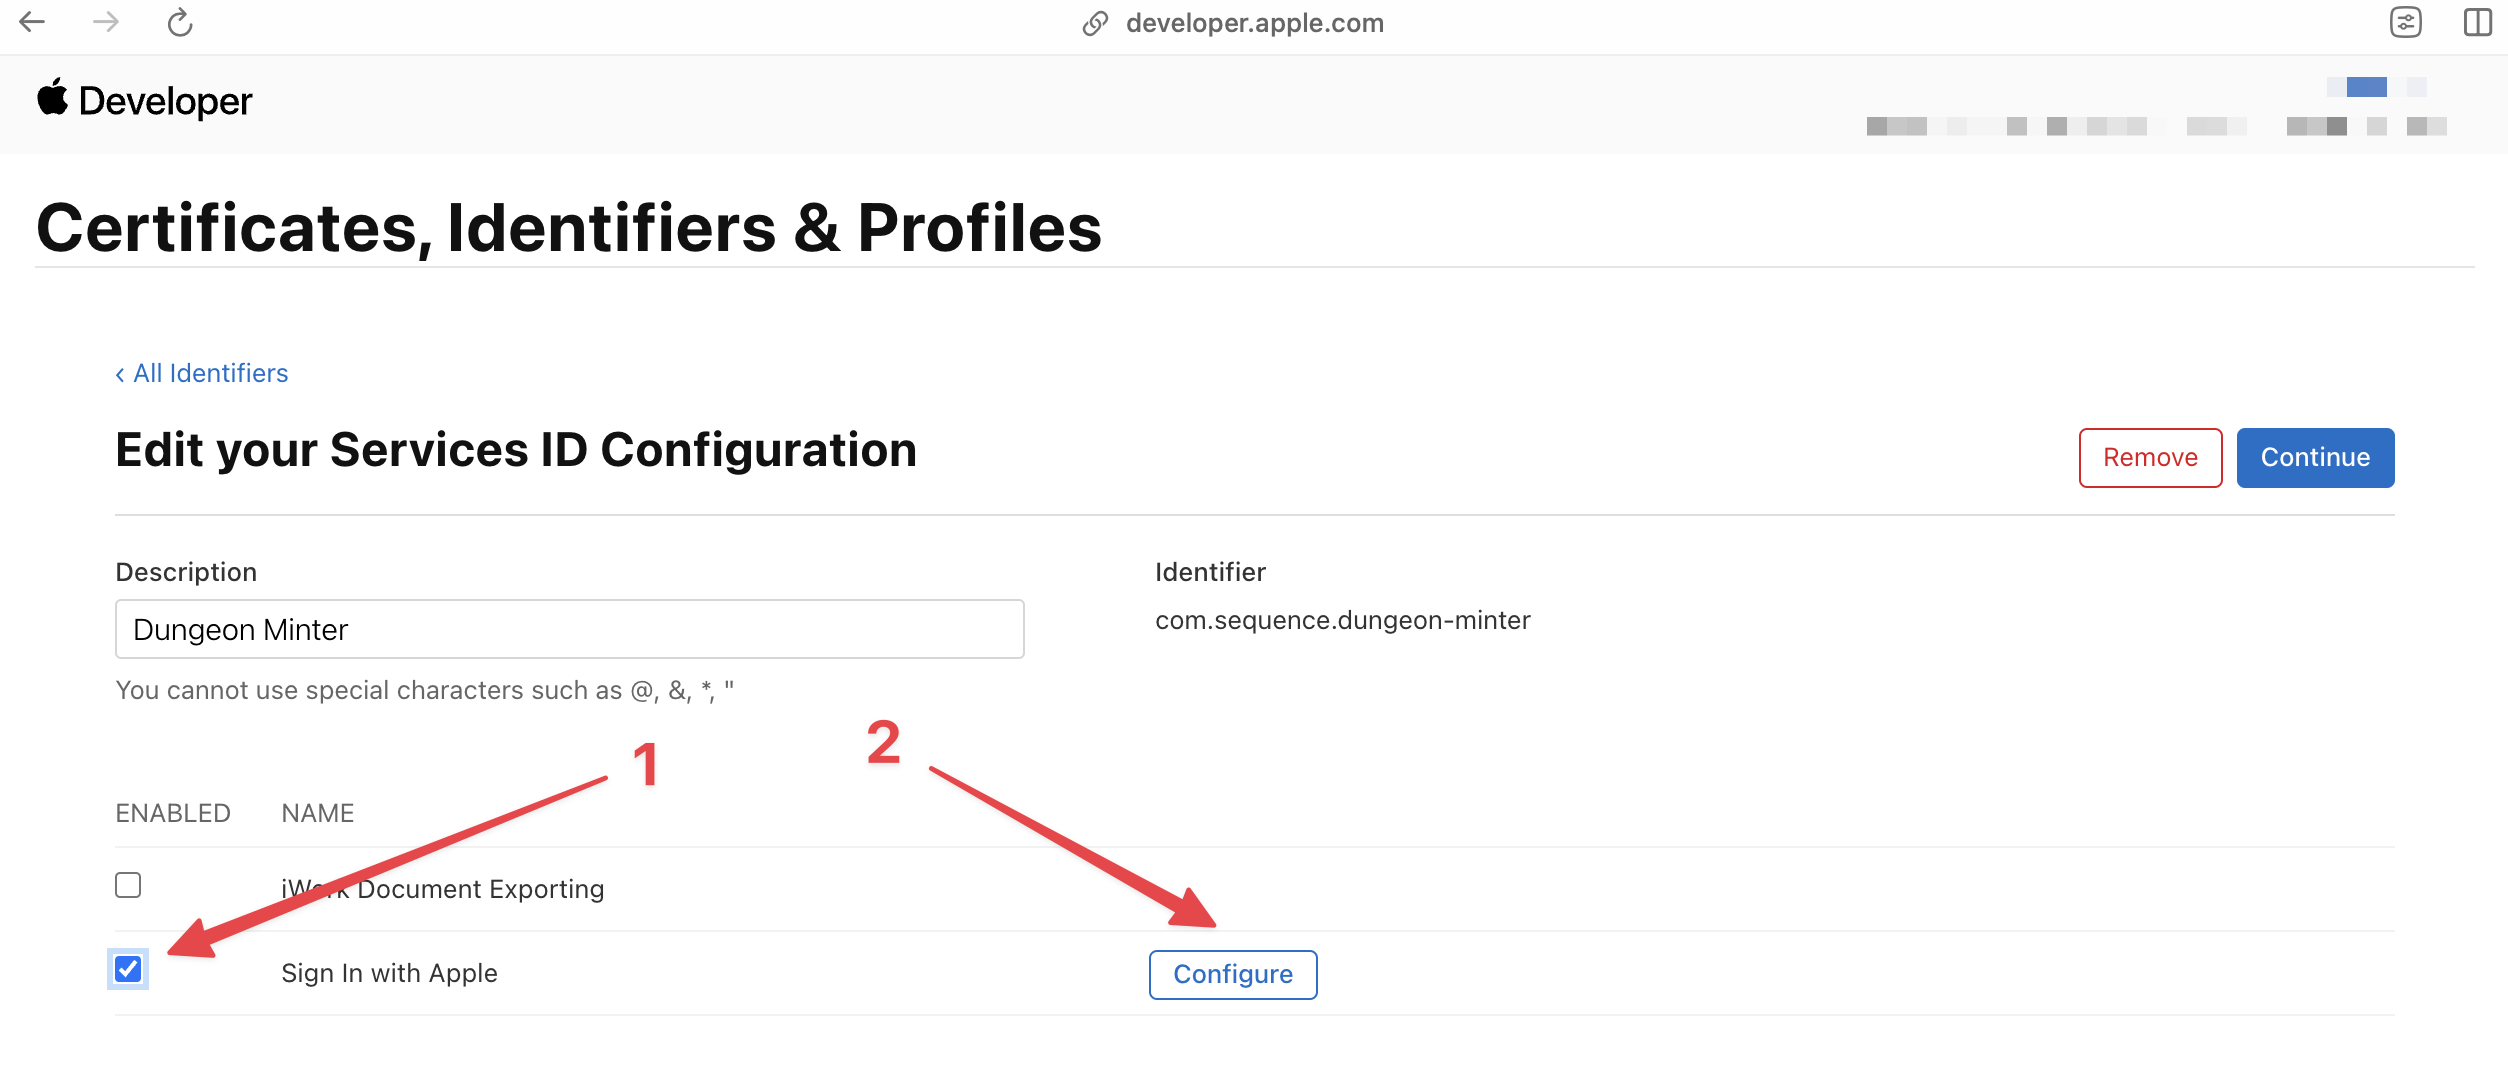 developer.apple.com
Developer
Certificates, Identifiers & Profiles
‹ All Identifiers
Edit your Services ID Configuration
Remove
Continue
Description
Identifier
Dungeon Minter
com.sequence.dungeon-minter
You cannot use special characters such as @, &, *, "
1
2
ENABLED NAME
iWork Document Exporting
Sign In with Apple
Configure